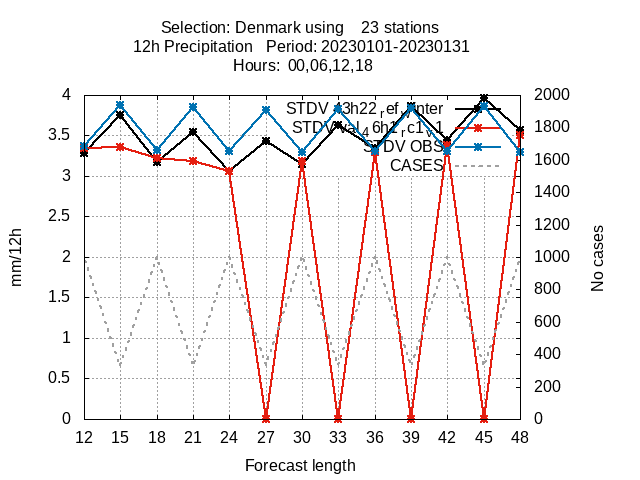 Selection: Denmark using 23 stations
12h Precipitation Period: 20230101-20230131
Hours: 00,06,12,18
STDV OBS
CASES
4
3.5
3
2.5
2
1.5
1
0.5
0
2000
1800
1600
1400
1200
1000
800
600
400
200
0
mm/12h
No cases
12 15 18 21 24 27 30 33 36 39 42 45 48
Forecast length